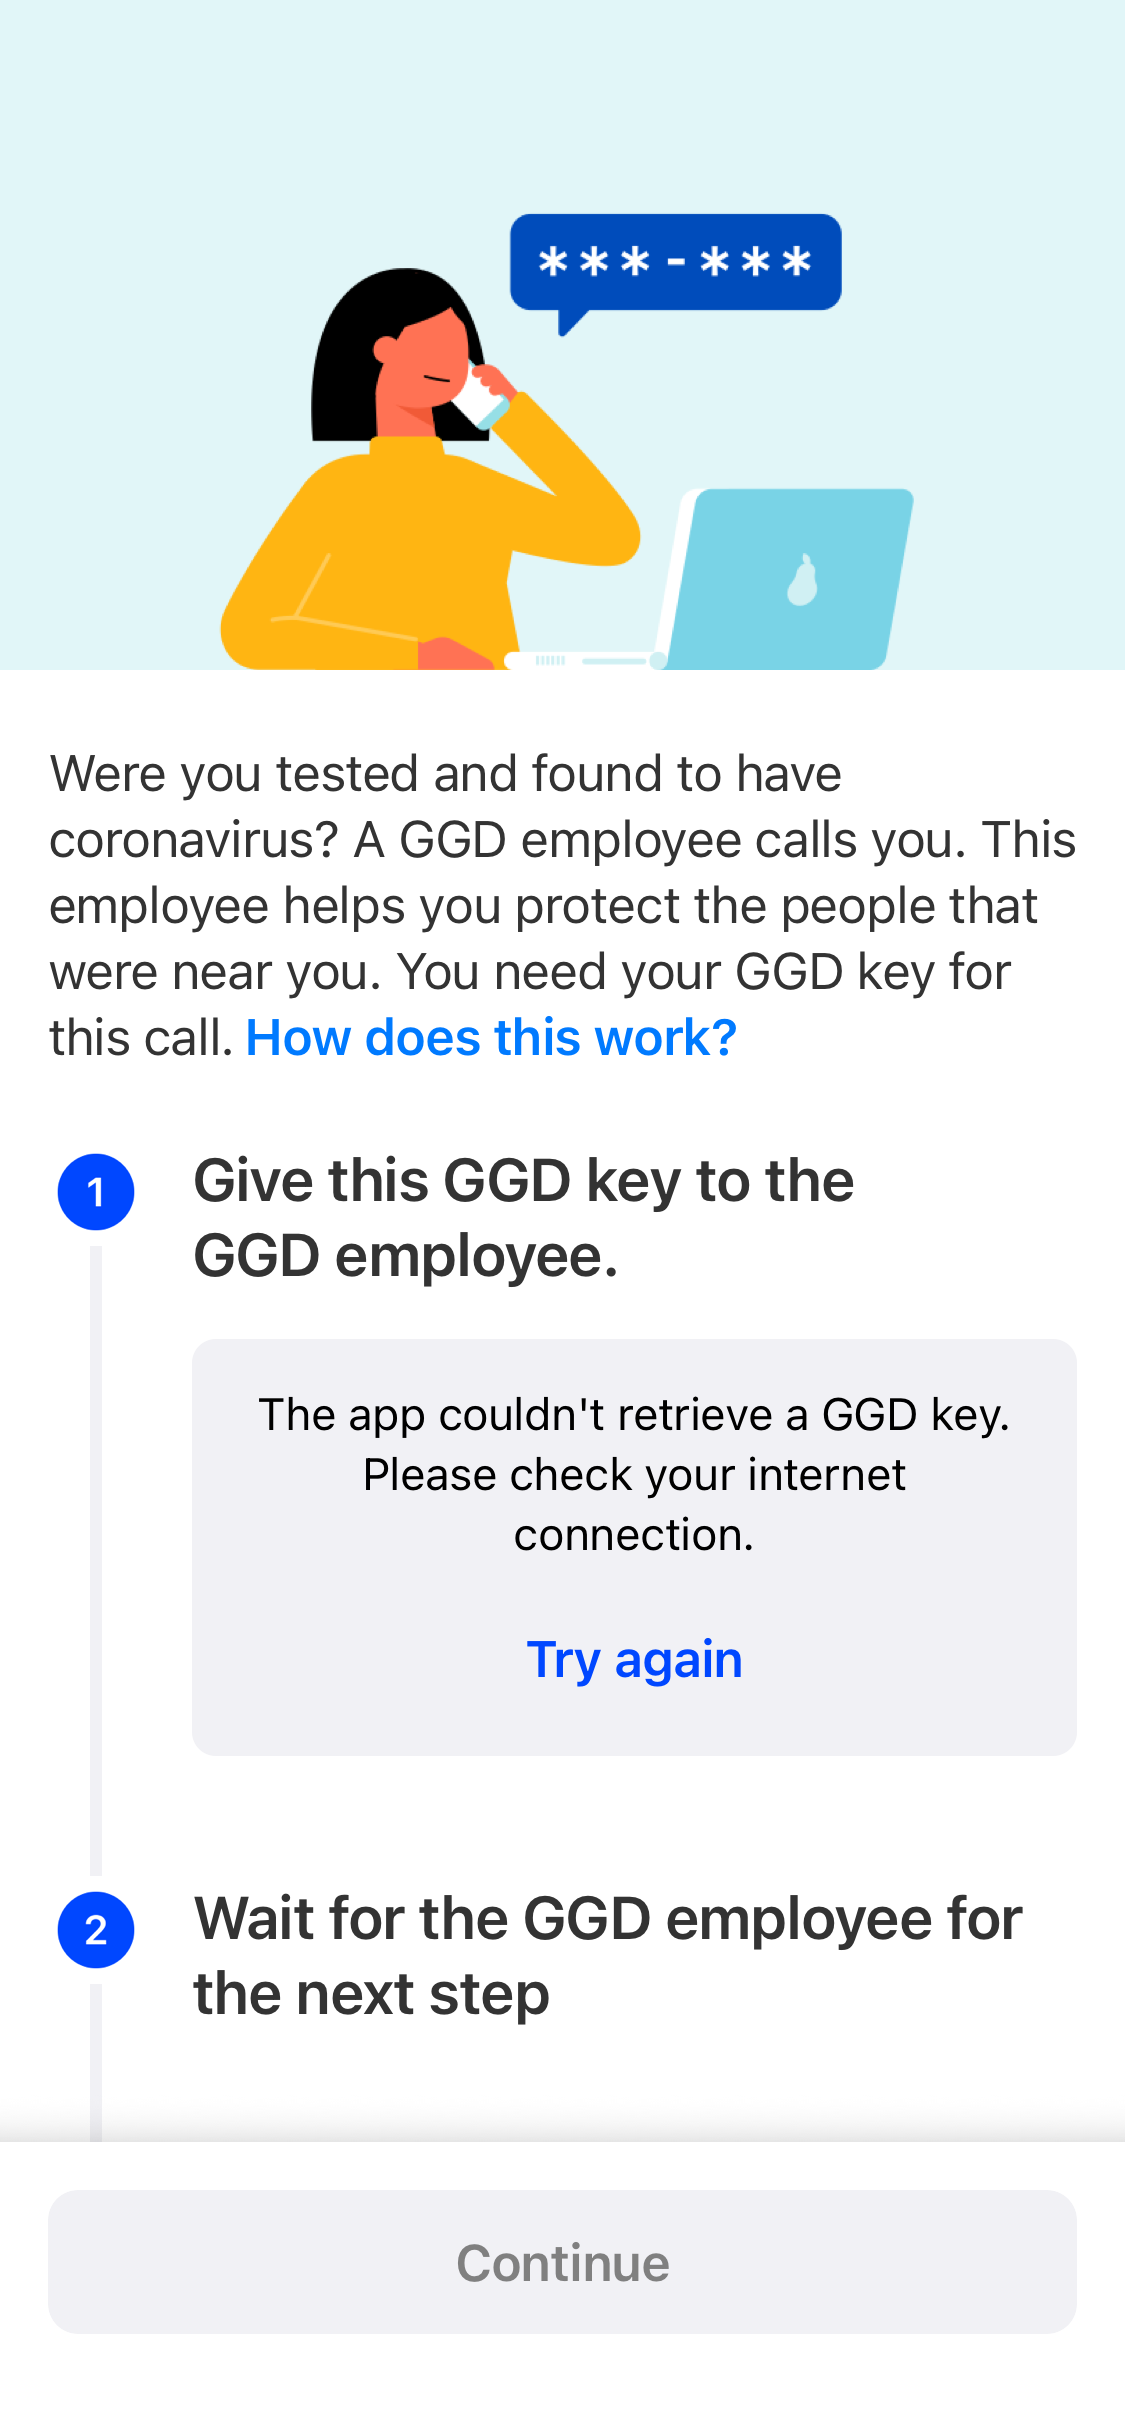 ***-***
Were you tested and found to have
coronavirus? A GGD employee calls you. This
employee helps you protect the people that
were near you. You need your GGD key for
this call. How does this work?
1
Give this GGD key to the
GGD employee.
The app couldn't retrieve a GGD key.
Please check your internet
connection.
Try again
2
Wait for the GGD employee for
the next step
Continue